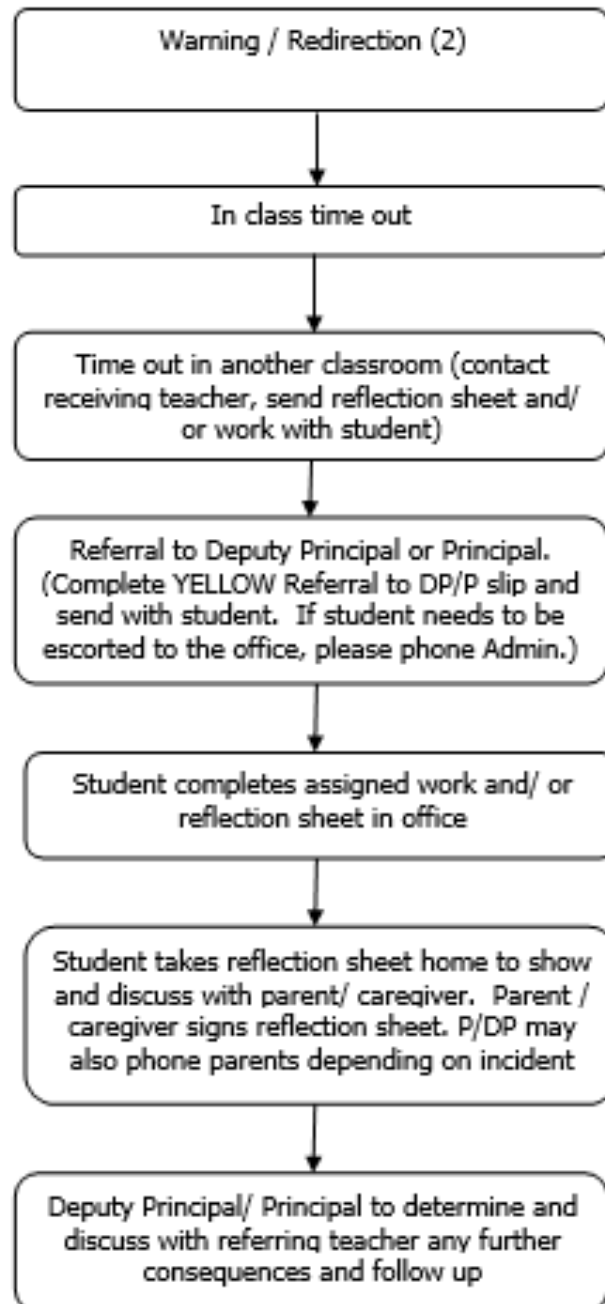 Warning / Redirection (2)
In class time out
Time out in another classroom (contact
receiving teacher, send reflection sheet and/
or work with student)
Referral to Deputy Principal or Principal.
(Complete YELLOW Referral to DP/P slip and
send with student.  If student needs to be
escorted to the office, please phone Admin.)
Student completes assigned work and/ or
reflection sheet in office
Student takes reflection sheet home to show
and discuss with parent/ caregiver.  Parent /
caregiver signs reflection sheet. P/DP may
also phone parents depending on incident
Deputy Principal/ Principal to determine and
discuss with referring teacher any further
consequences and follow up